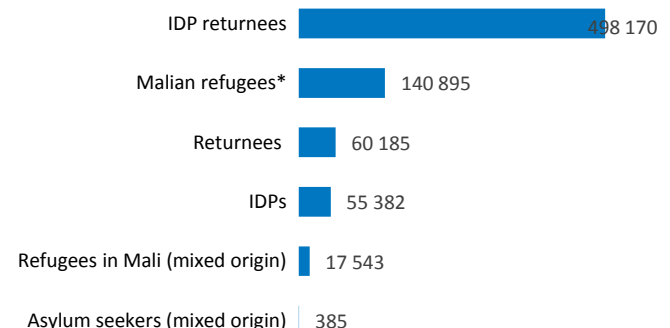 IDP returnees 498 170
Malian refugees* 140 895
Returnees 60 185
IDPs 55 382
Refugees in Mali (mixed origin) 17 543
Asylum seekers (mixed origin) 385